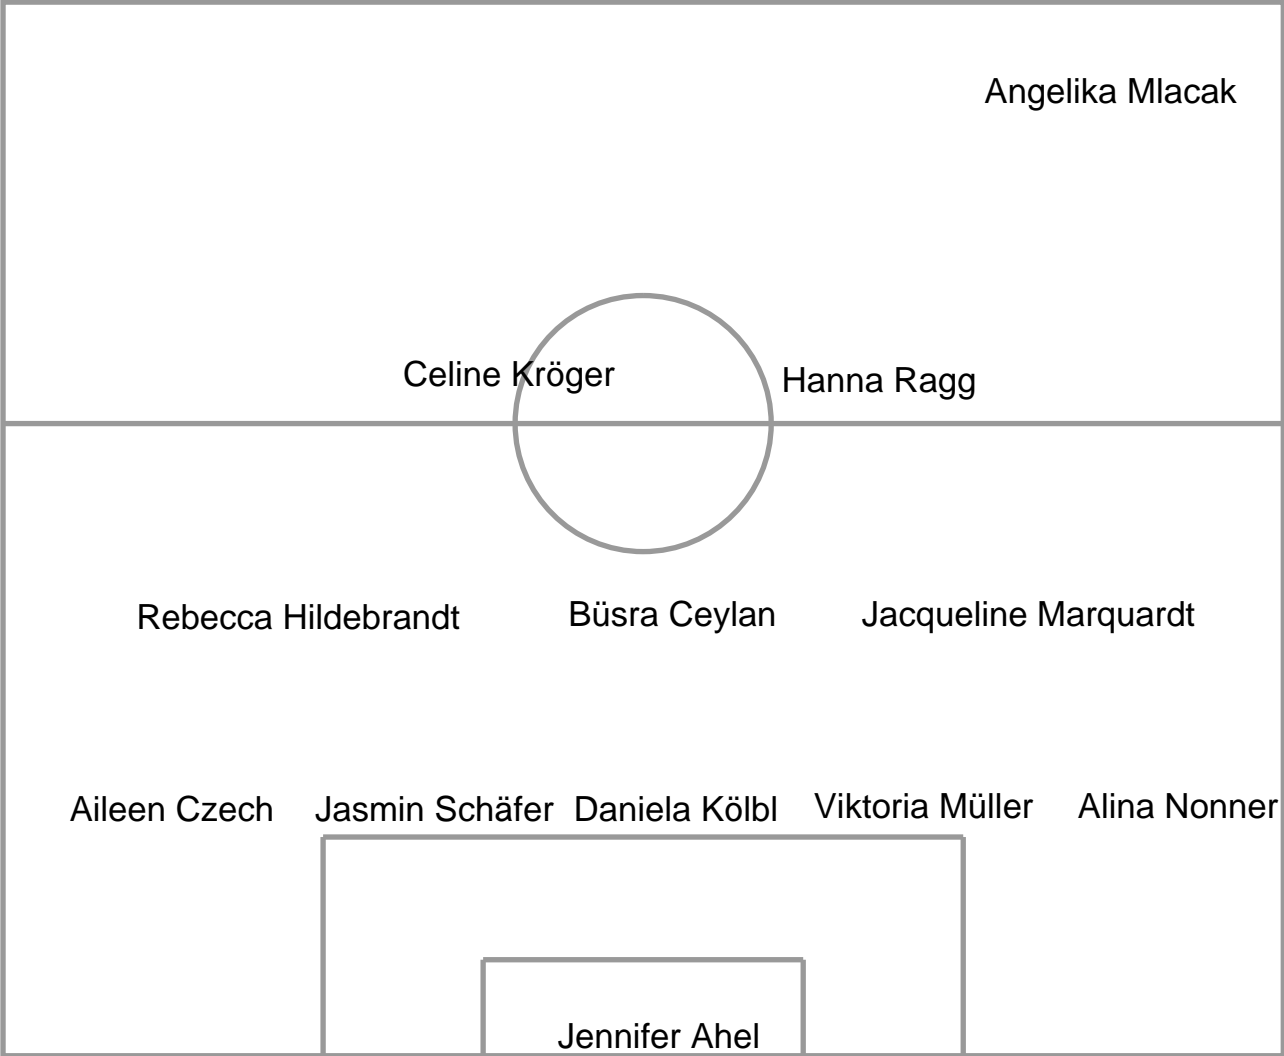 Angelika Mlacak
Celine Kröger
Hanna Ragg
Rebecca Hildebrandt
Büsra Ceylan
Jacqueline Marquardt
Aileen Czech
Jasmin Schäfer
Daniela Kölbl
Viktoria Müller
Alina Nonner
Jennifer Ahel